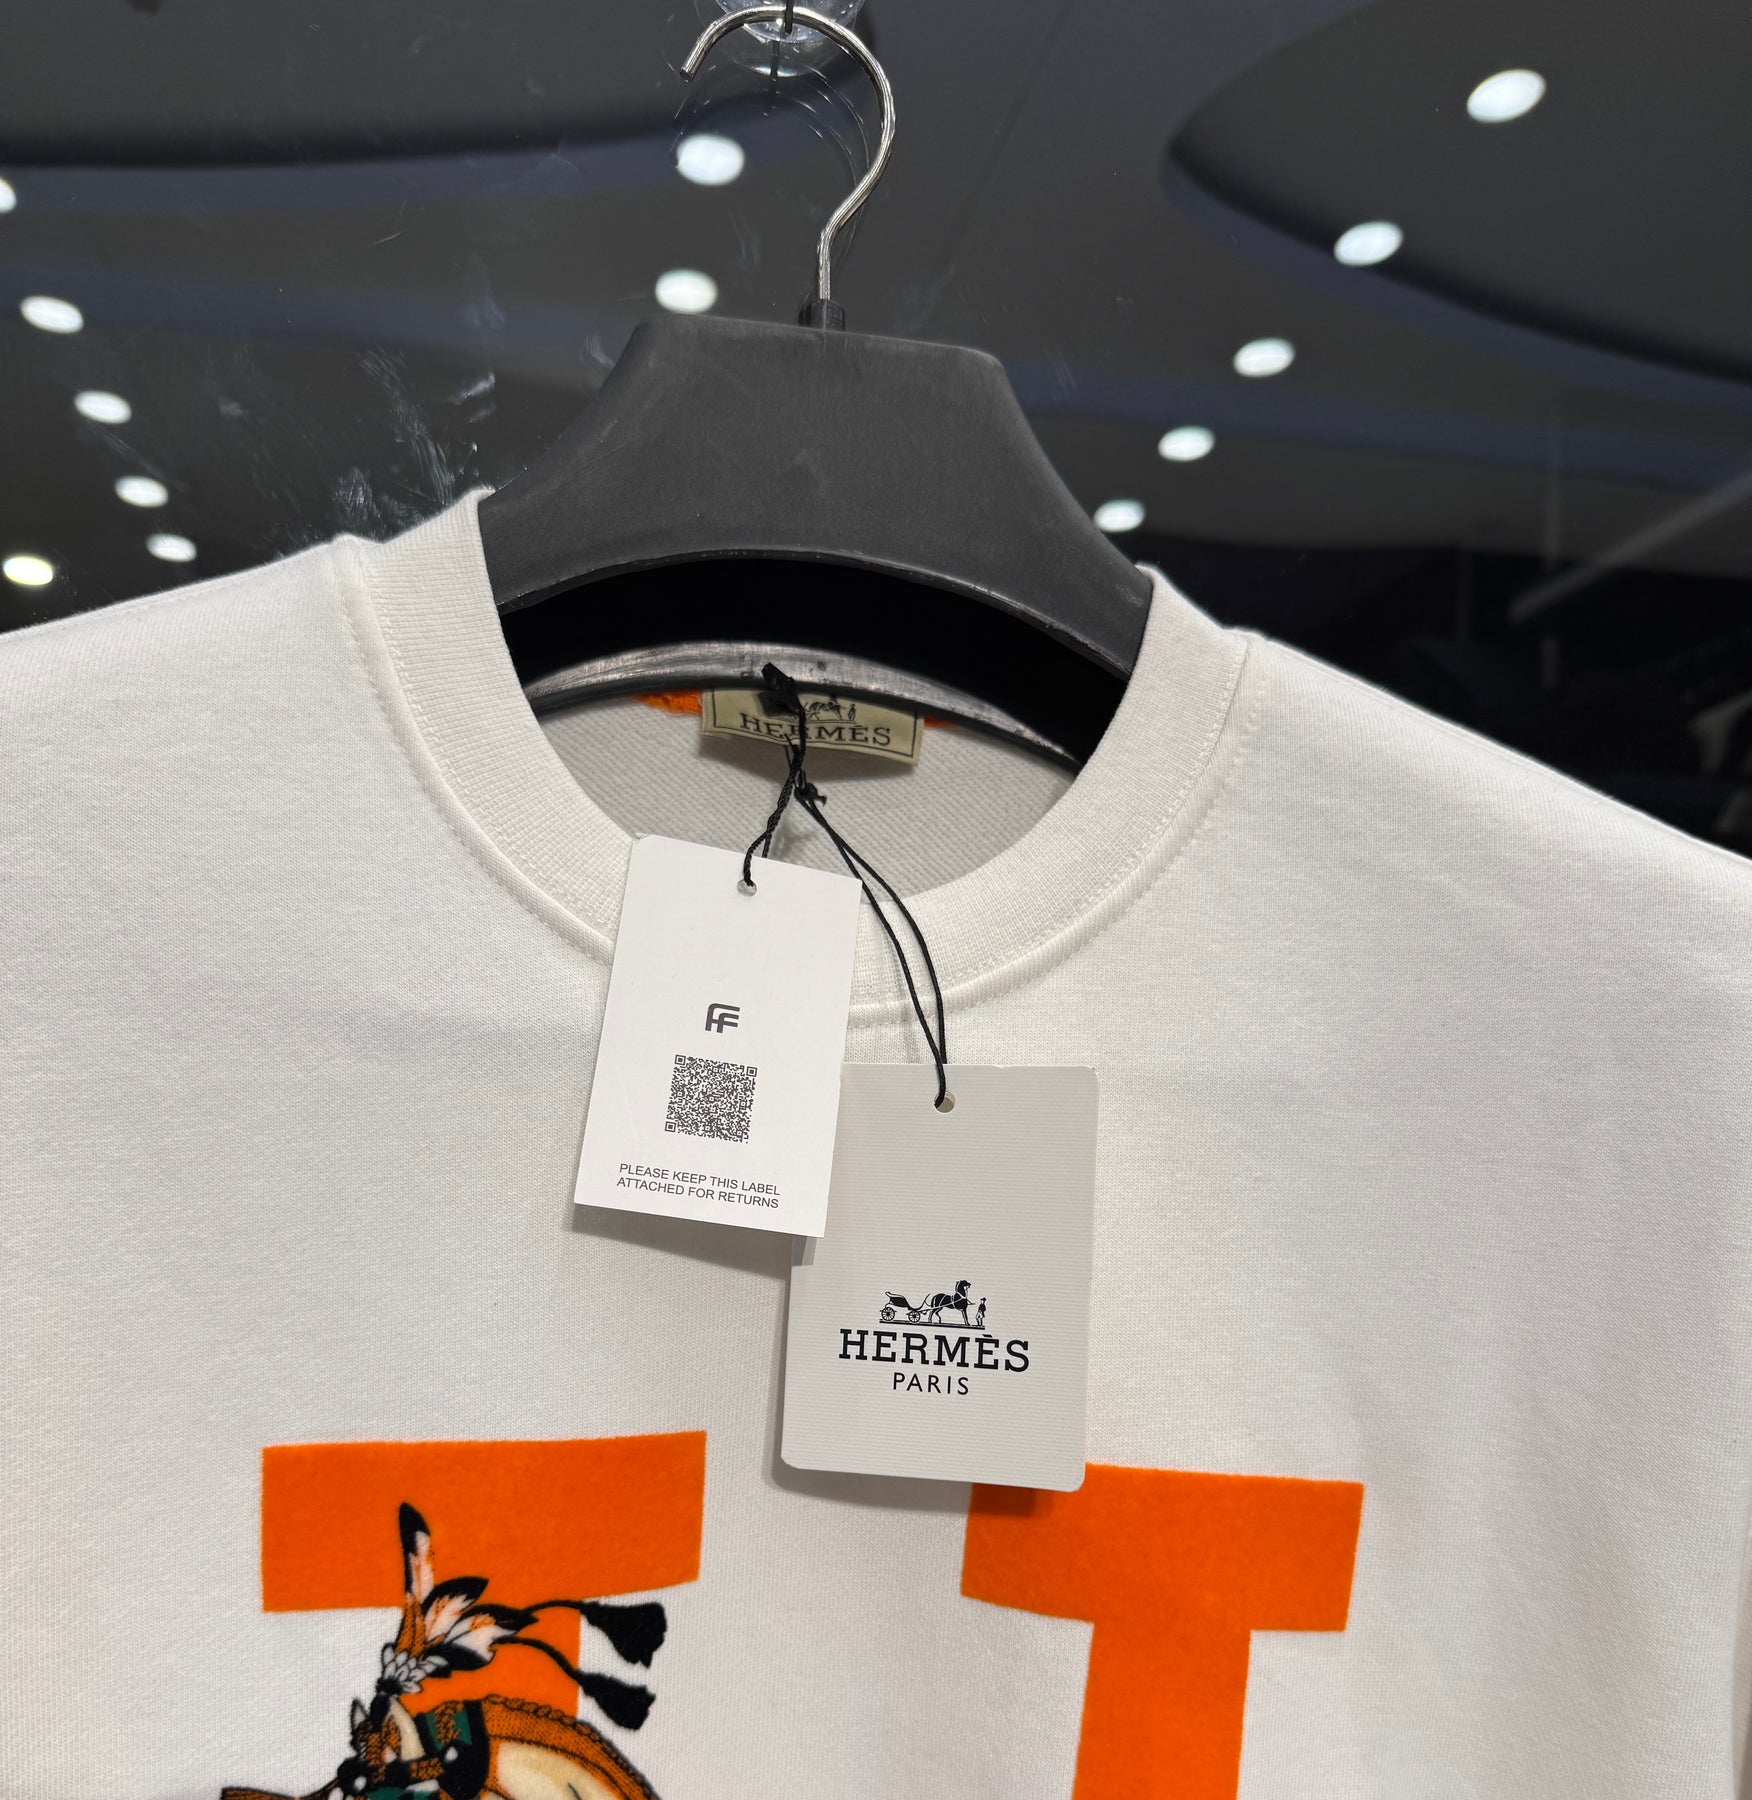 HERMÈS
FF
PLEASE KEEP THIS LABEL
ATTACHED FOR RETURNS
HERMÈS
PARIS